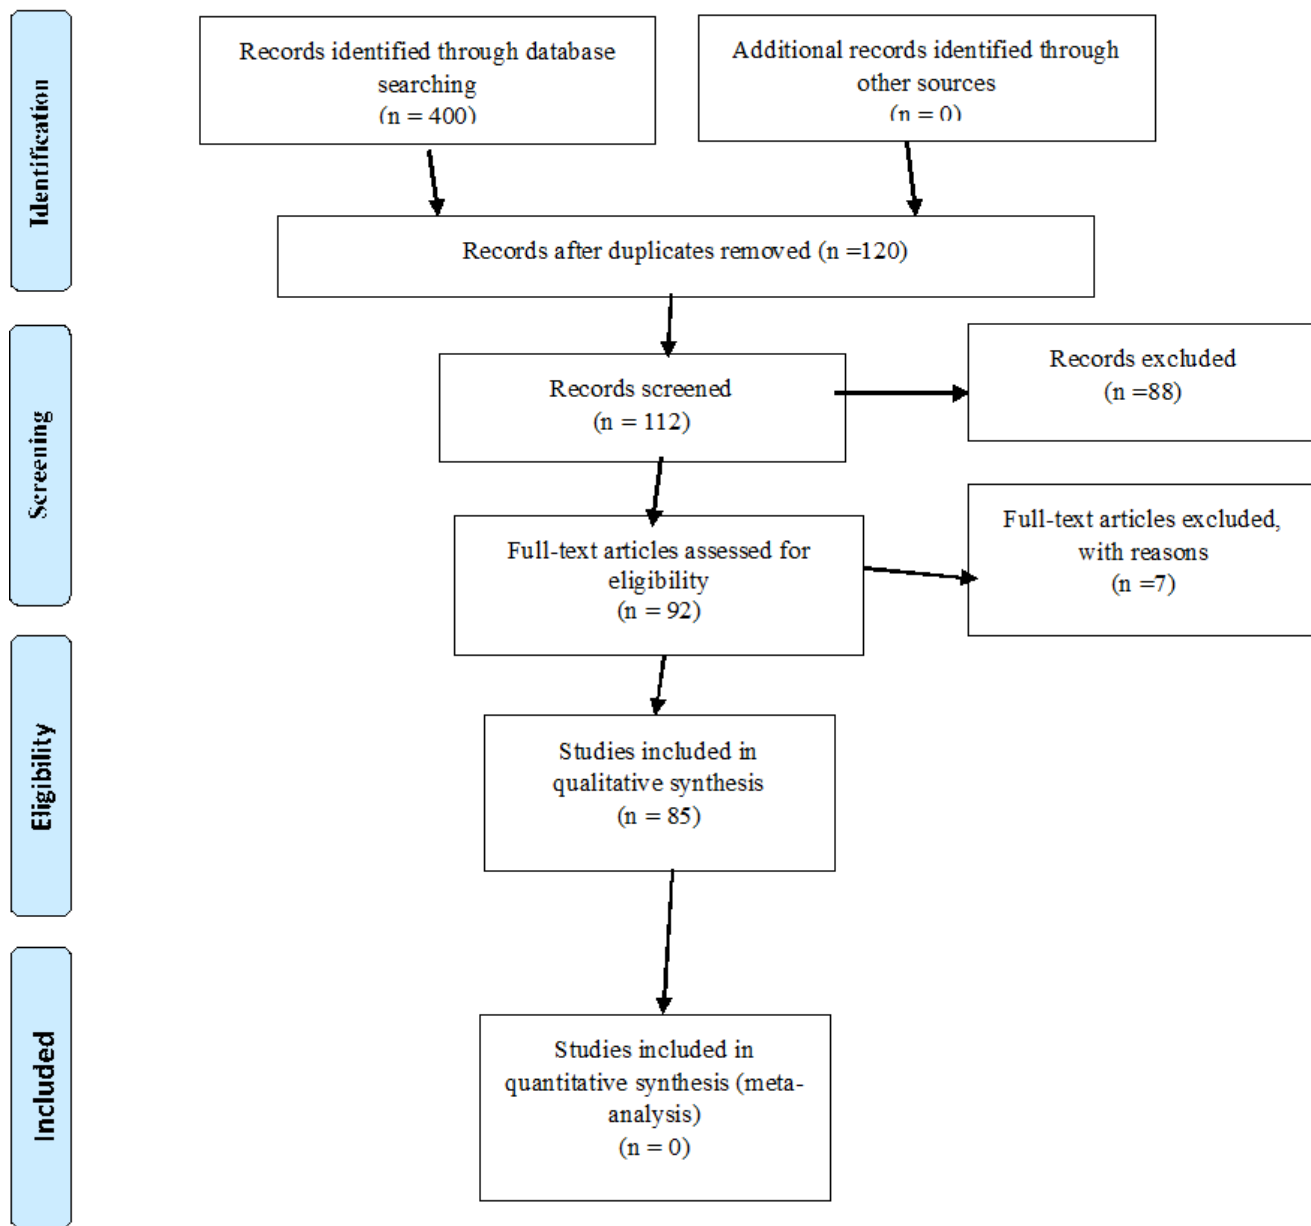 Identification
Records identified through database
searching
(n = 400)
Additional records identified through
other sources
(n = 0)
Records after duplicates removed (n =120)
Screening
Records screened
(n = 112)
Records excluded
(n =88)
Full-text articles assessed for
eligibility
(n = 92)
Full-text articles excluded,
with reasons
(n =7)
Eligibility
Studies included in
qualitative synthesis
(n = 85)
Included
Studies included in
quantitative synthesis (meta-
analysis)
(n = 0)